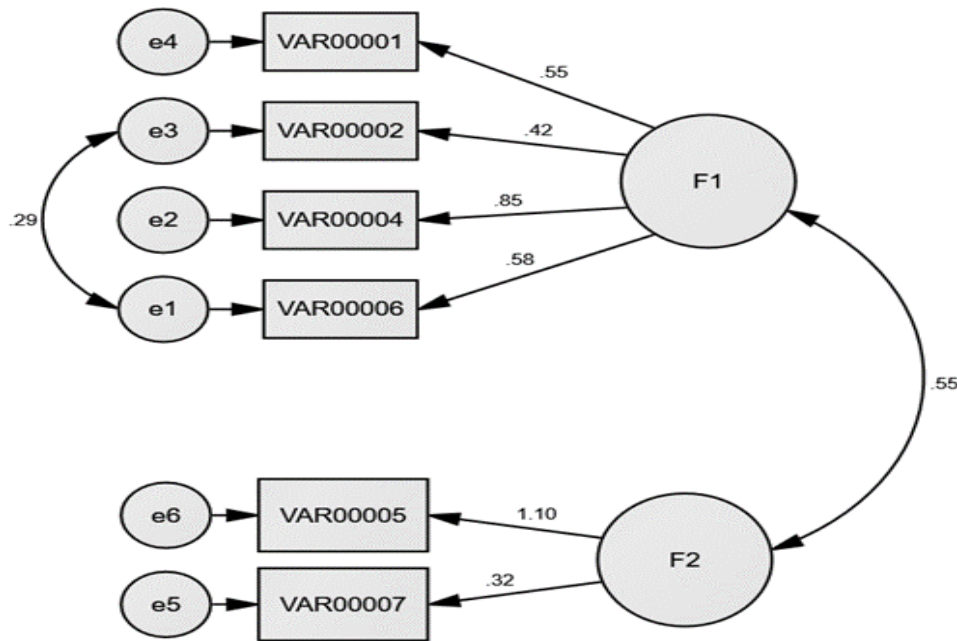 e4
VAR00001
.55
e3
VAR00002
.42
F1
.29
e2
VAR00004
.85
.58
e1
VAR00006
.55
e6
VAR00005
1.10
F2
.32
e5
VAR00007